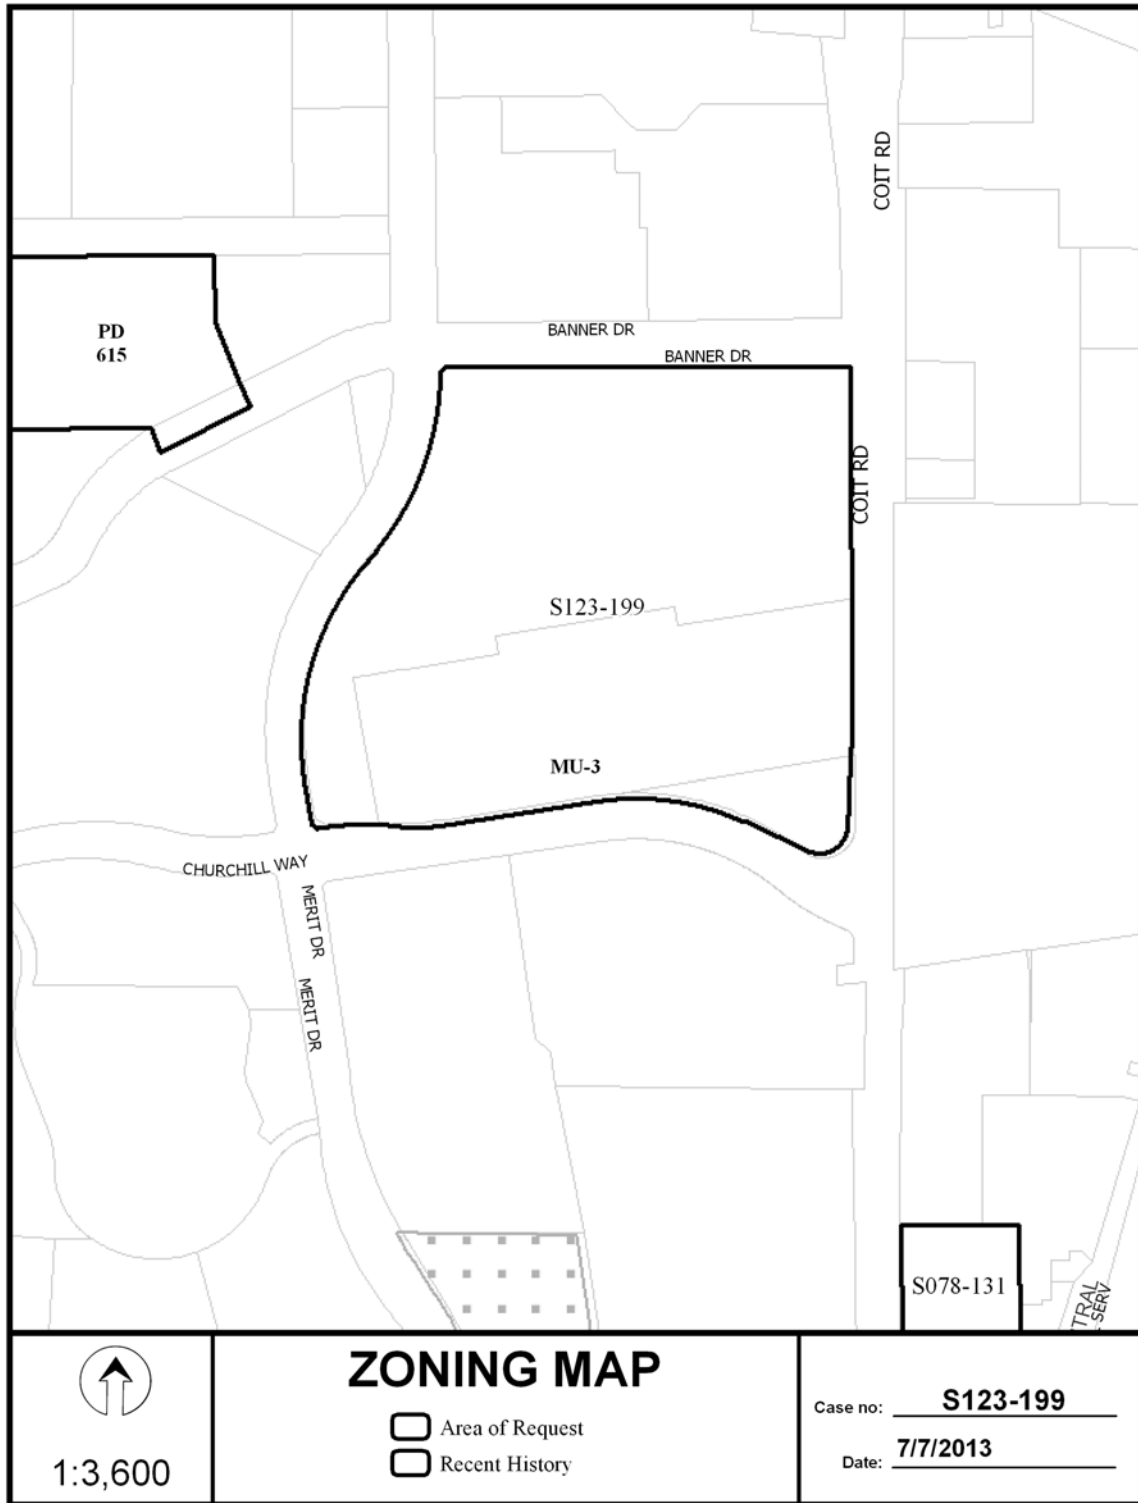 COIT RD
PD
615
BANNER DR
BANNER DR
COIT RD
S123-199
MU-3
CHURCHILL WAY
MERIT DR
MERIT DR
S078-131
TRAL
SERV
1:3,600
ZONING MAP
Area of Request
Recent History
Case no: S123-199
Date: 7/7/2013